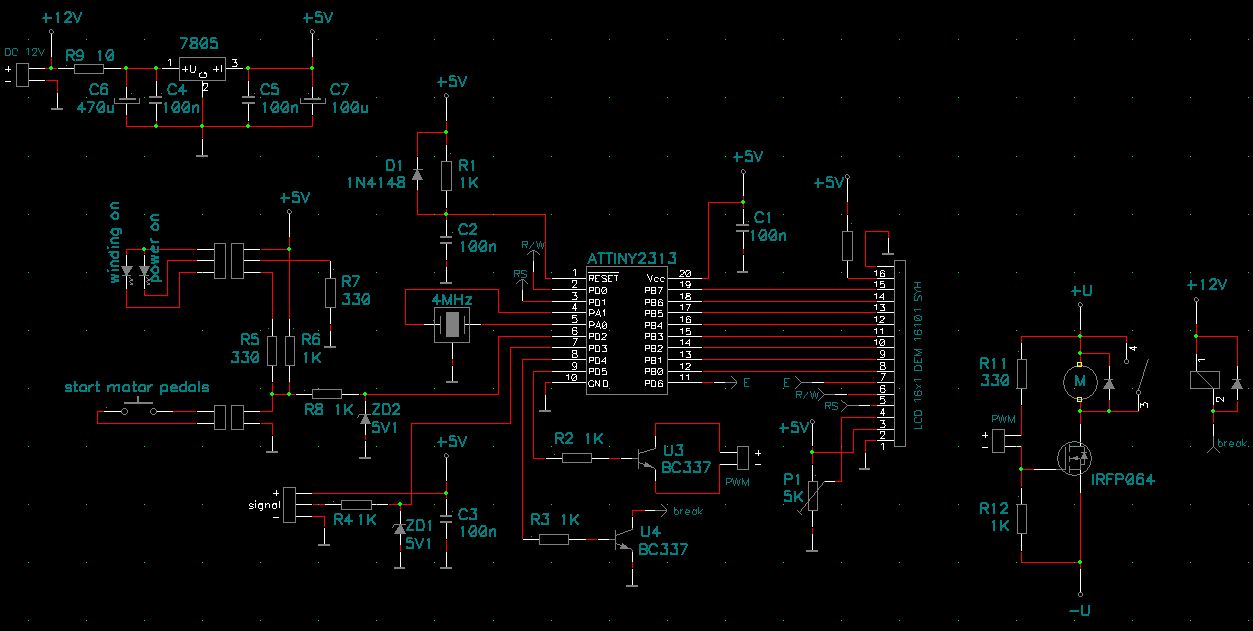 +12V
+5V
DC 12V
+
-
R9 10
7805
1
+U
G
+I
3
2
C6
470u
C4
100n
C5
100n
C7
100u
+5V
D1
1N4148
R1
1K
C2
100n
+5V
C1
100n
+5V
+5V
winding on
power on
R7
330
R5
330
R6
1K
R/W
RS
4MHz
ATTINY2313
1 RESET
2 PD0
3 PD1
4 PA1
5 PA0
6 PD2
7 PD3
8 PD4
9 PD5
10 GND
Vcc 20
PB7 19
PB6 18
PB5 17
PB4 16
PB3 15
PB2 14
PB1 13
PB0 12
PD6 11
E
E
R/W
RS
16
15
14
13
12
11
10
9
8
7
6
5
4
3
2
1
LCD 16x1 DEM 16101 SYH
start motor pedals
R8 1K
ZD2
5V1
+5V
signal
+
-
R4 1K
ZD1
5V1
C3
100n
R2 1K
U3
BC337
+
-
PWM
R3 1K
U4
BC337
break
+5V
P1
5K
+U
R11
330
M
4
3
PWM
+
-
IRFP064
R12
1K
-U
+12V
1
2
break